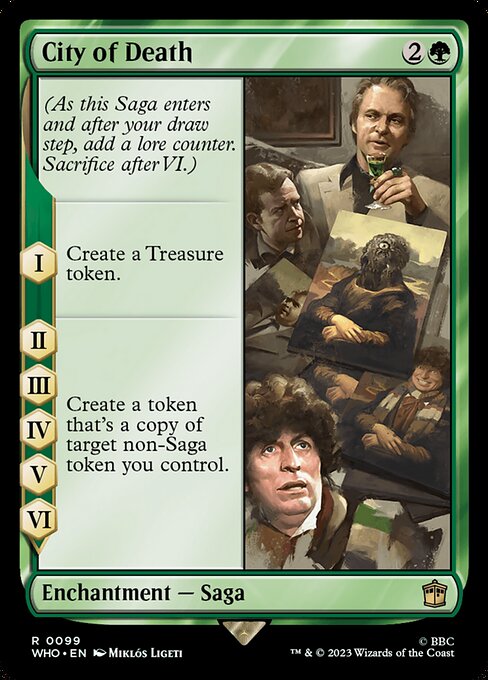 City of Death 2
(As this Saga enters
and after your draw
step, add a lore counter.
Sacrifice after VI.)
I
Create a Treasure
token.
II
III
IV
V
VI
Create a token
that's a copy of
target non-Saga
token you control.
Enchantment — Saga
R 0099
WHO • EN Miklós Ligeti
© BBC
™ & © 2023 Wizards of the Coast